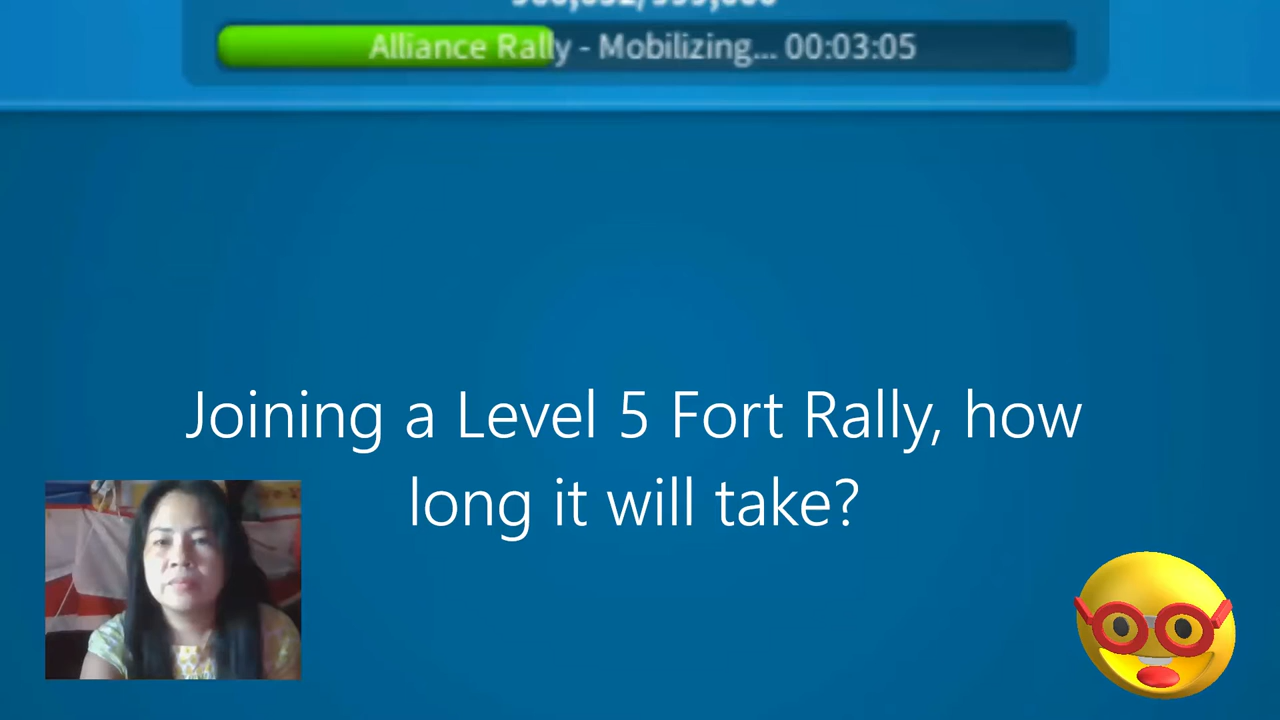 Alliance Rally - Mobilizing... 00:03:05
Joining a Level 5 Fort Rally, how
long it will take?